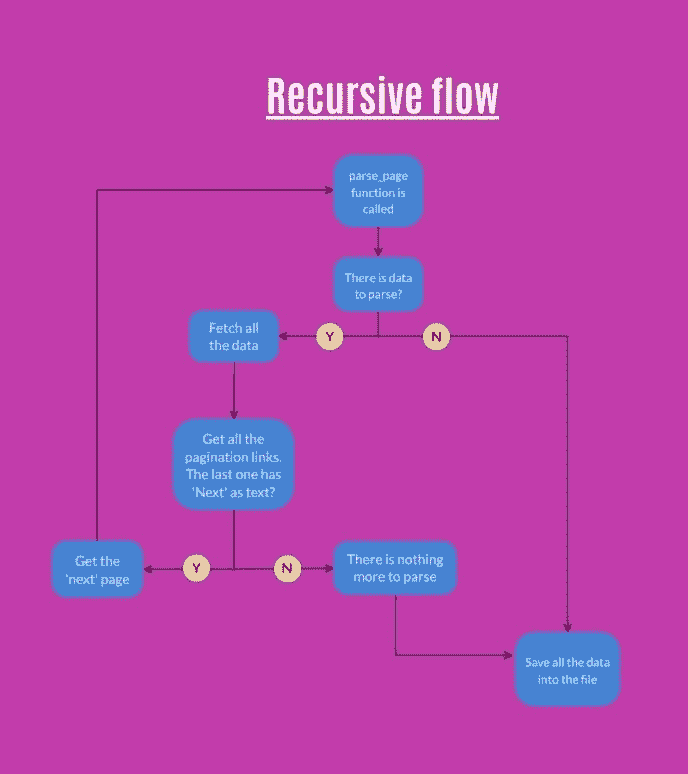 Recursive flow
parse_page
function is
called
There is data
to parse?
Y
N
Fetch all
the data
Get all the
pagination links.
The last one has
'Next' as text?
Get the
'next' page
Y
N
There is nothing
more to parse
Save all the data
into the file